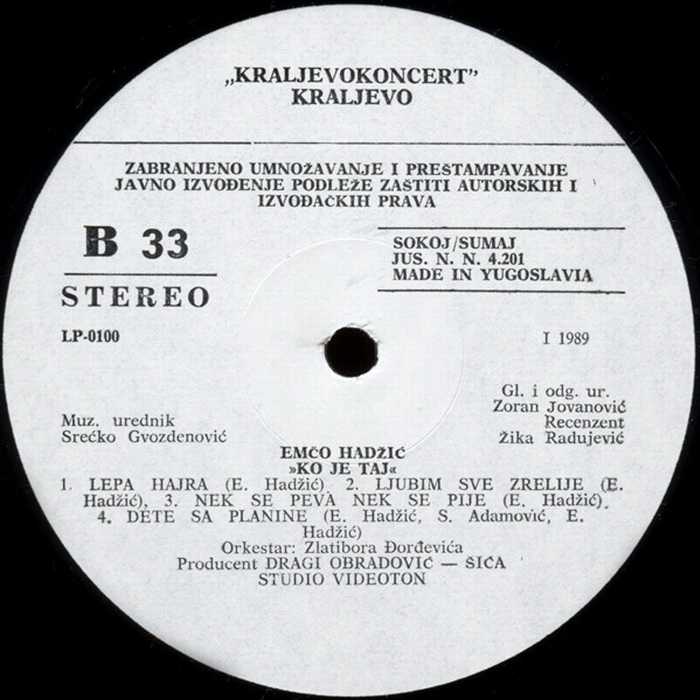 „KRALJEVOKONCERT”
KRALJEVO
ZABRANJENO UMNOŽAVANJE I PREŠTAMPAVANJE
JAVNO IZVOĐENJE PODLEŽE ZAŠTITI AUTORSKIH I
IZVOĐAČKIH PRAVA
B 33
STEREO
LP-0100
SOKOJ/SUMAJ
JUS. N. N. 4.201
MADE IN YUGOSLAVIA
I 1989
Muz. urednik
Srećko Gvozdenović
Gl. i odg. ur.
Zoran Jovanović
Recenzent
Žika Radujević
EMĆO HADŽIĆ
»KO JE TAJ«
1. LEPA HAJRA (E. Hadžić) 2. LJUBIM SVE ZRELIJE (E.
Hadžić), 3. NEK SE PEVA NEK SE PIJE (E. Hadžić),
4. DETE SA PLANINE (E. Hadžić, S. Adamović, E.
Hadžić)
Orkestar: Zlatibora Đorđevića
Producent DRAGI OBRADOVIĆ — ŠIĆA
STUDIO VIDEOTON